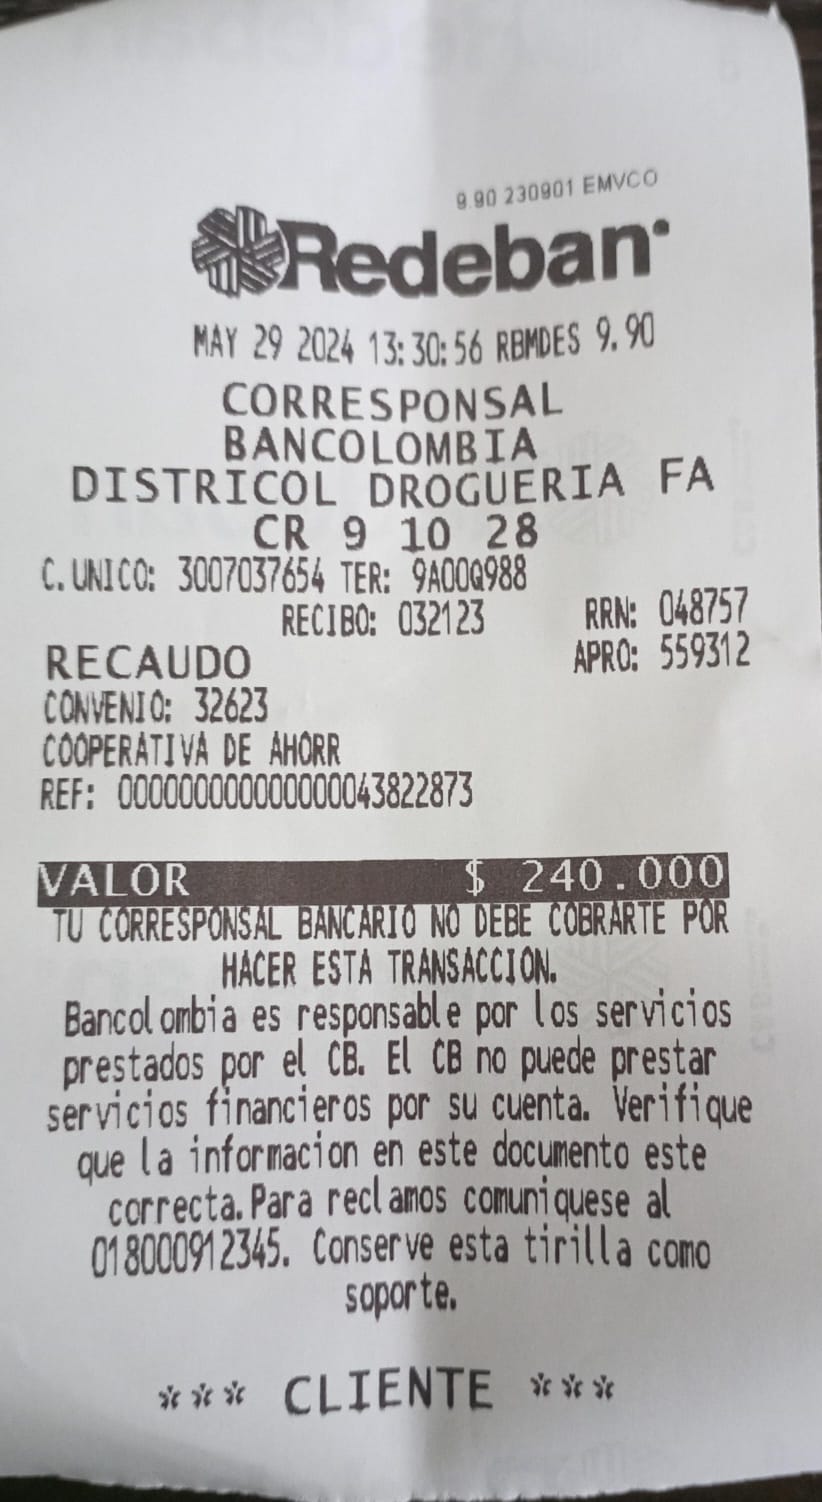 9.90 230901 EMVCO
Redeban
MAY 29 2024 13:30:56 RBMDES 9.90
CORRESPONSAL
BANCOLOMBIA
DISTRICOL DROGUERIA FA
CR 9 10 28
C.UNICO: 3007037654 TER: 9A00Q988
RECIBO: 032123 RRN: 048757
RECAUDO APRO: 559312
CONVENIO: 32623
COOPERATIVA DE AHORR
REF: 0000000000000000043822873
VALOR $ 240.000
TU CORRESPONSAL BANCARIO NO DEBE COBRARTE POR
HACER ESTA TRANSACCION.
Bancolombia es responsable por los servicios
prestados por el CB. El CB no puede prestar
servicios financieros por su cuenta. Verifique
que la informacion en este documento este
correcta.Para reclamos comuniquese al
018000912345. Conserve esta tirilla como
soporte.
*** CLIENTE ***